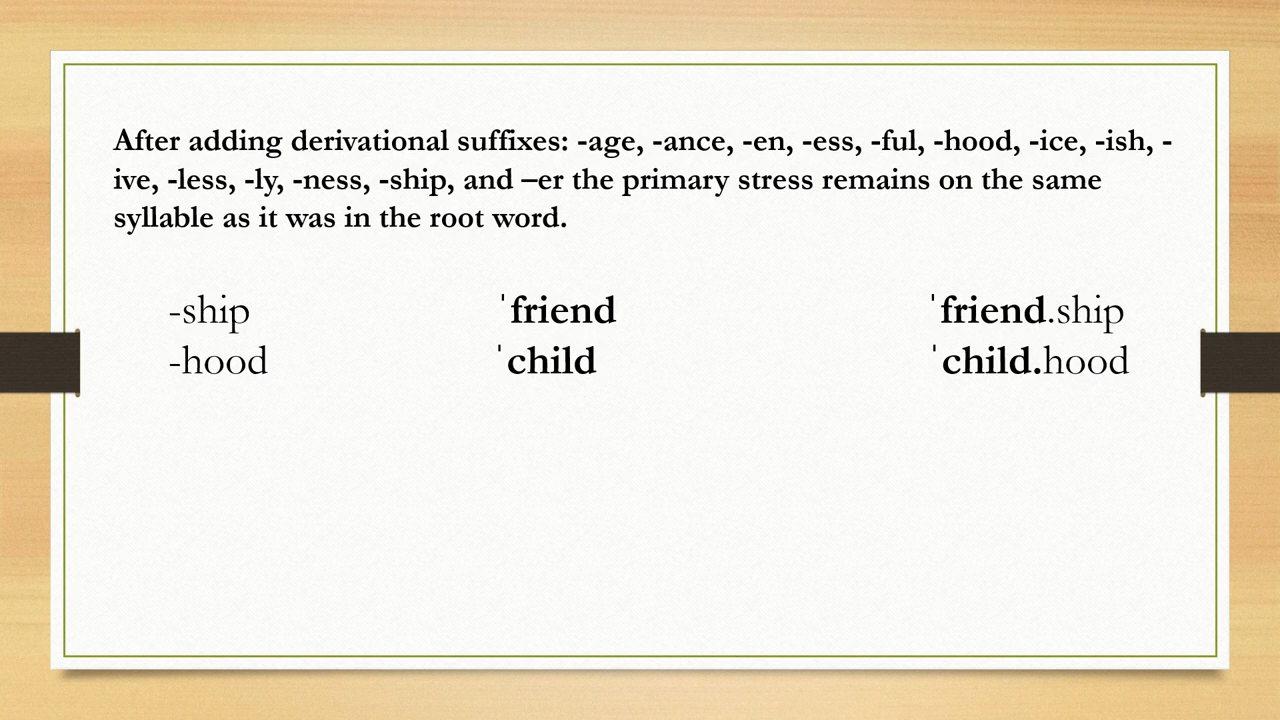 After adding derivational suffixes: -age, -ance, -en, -ess, -ful, -hood, -ice, -ish, -
ive, -less, -ly, -ness, -ship, and –er the primary stress remains on the same
syllable as it was in the root word.
-ship ˈfriend ˈfriend.ship
-hood ˈchild ˈchild.hood